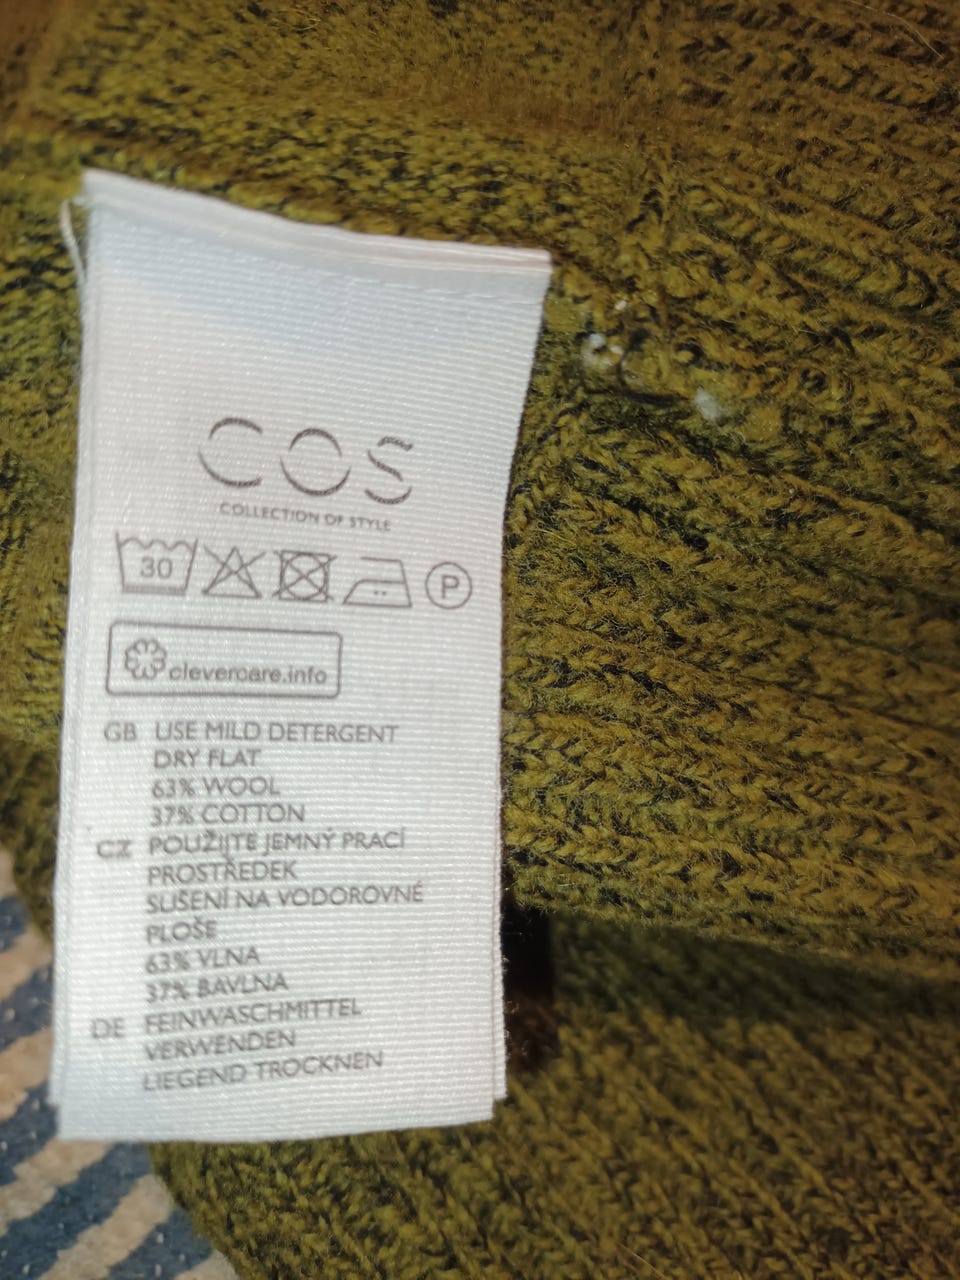 COS
COLLECTION OF STYLE
30 P
clevercare.info
GB USE MILD DETERGENT
DRY FLAT
63% WOOL
37% COTTON
CZ POUŽIJTE JEMNÝ PRACÍ
PROSTŘEDEK
SUŠENÍ NA VODOROVNÉ
PLOŠE
63% VLNA
37% BAVLNA
DE FEINWASCHMITTEL
VERWENDEN
LIEGEND TROCKNEN